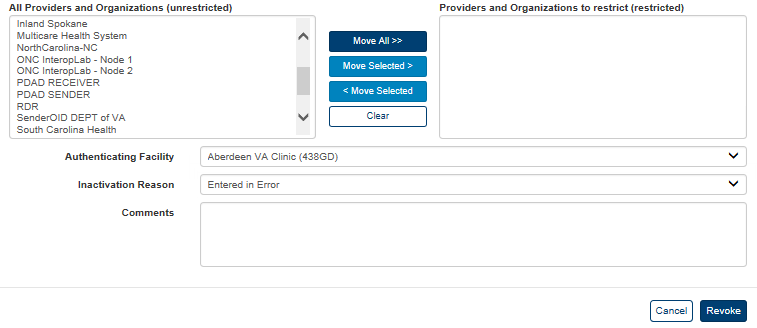 All Providers and Organizations (unrestricted)
Providers and Organizations to restrict (restricted)
Inland Spokane
Multicare Health System
NorthCarolina-NC
ONC InteropLab - Node 1
ONC InteropLab - Node 2
PDAD RECEIVER
PDAD SENDER
RDR
SenderOID DEPT of VA
South Carolina Health
Move All >>
Move Selected >
< Move Selected
Clear
Authenticating Facility
Aberdeen VA Clinic (438GD)
Inactivation Reason
Entered in Error
Comments
Cancel
Revoke